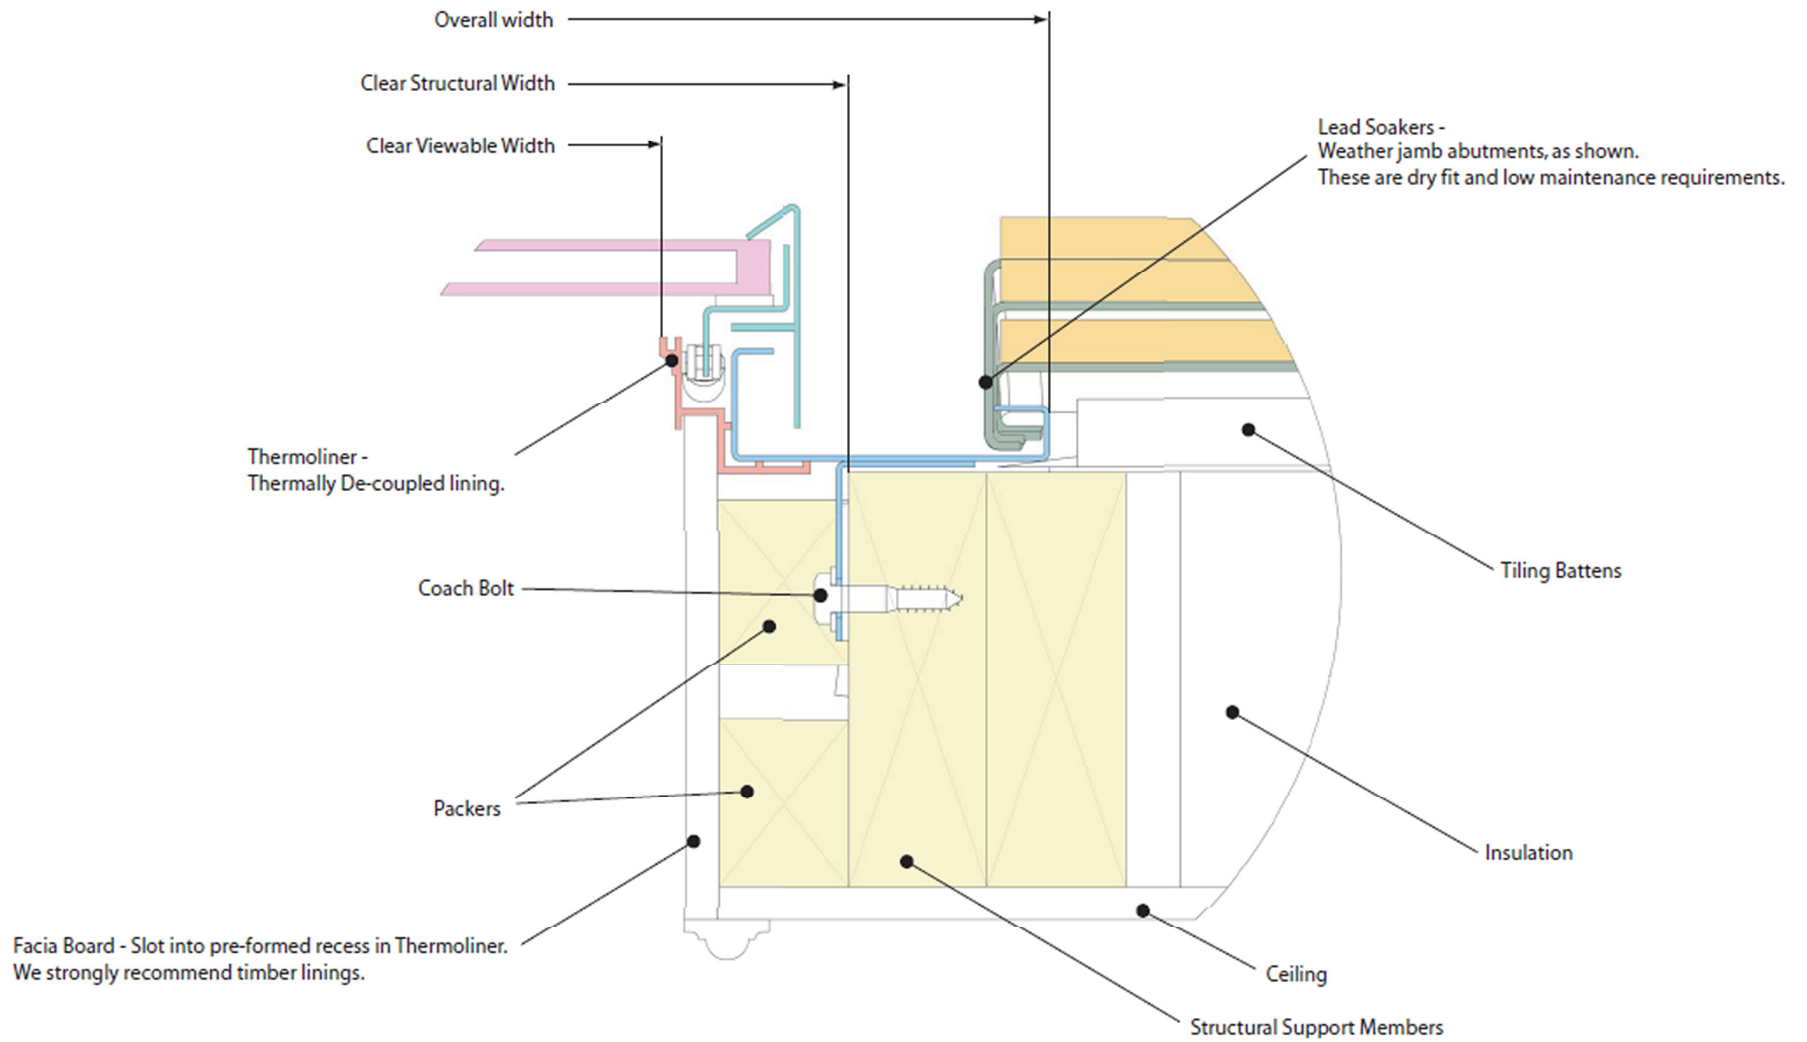 Overall width
Clear Structural Width
Clear Viewable Width
Lead Soakers -
Weather jamb abutments, as shown.
These are dry fit and low maintenance requirements.
Thermoliner -
Thermally De-coupled lining.
Tiling Battens
Coach Bolt
Packers
Insulation
Facia Board - Slot into pre-formed recess in Thermoliner.
We strongly recommend timber linings.
Ceiling
Structural Support Members